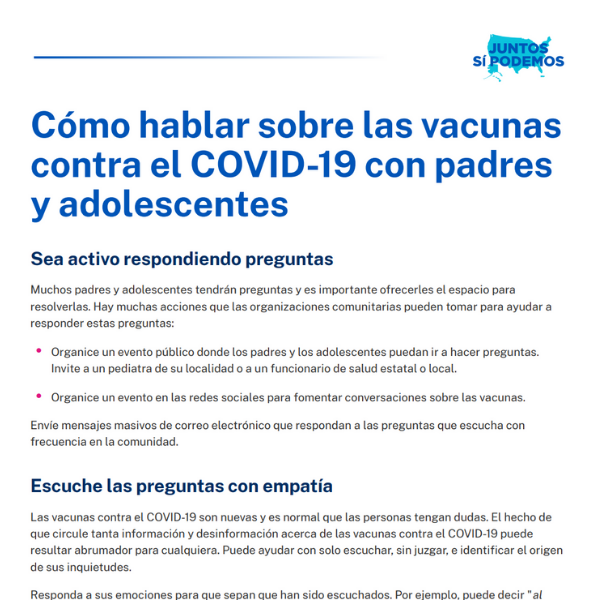 JUNTOS
SÍ PODEMOS
Cómo hablar sobre las vacunas
contra el COVID-19 con padres
y adolescentes
Sea activo respondiendo preguntas
Muchos padres y adolescentes tendrán preguntas y es importante ofrecerles el espacio para
resolverlas. Hay muchas acciones que las organizaciones comunitarias pueden tomar para ayudar a
responder estas preguntas:
• Organice un evento público donde los padres y los adolescentes puedan ir a hacer preguntas.
Invite a un pediatra de su localidad o a un funcionario de salud estatal o local.
• Organice un evento en las redes sociales para fomentar conversaciones sobre las vacunas.
Envíe mensajes masivos de correo electrónico que respondan a las preguntas que escucha con
frecuencia en la comunidad.
Escuche las preguntas con empatía
Las vacunas contra el COVID-19 son nuevas y es normal que las personas tengan dudas. El hecho de
que circule tanta información y desinformación acerca de las vacunas contra el COVID-19 puede
resultar abrumador para cualquiera. Puede ayudar con solo escuchar, sin juzgar, e identificar el origen
de sus inquietudes.
Responda a sus emociones para que sepan que han sido escuchados. Por ejemplo, puede decir "al